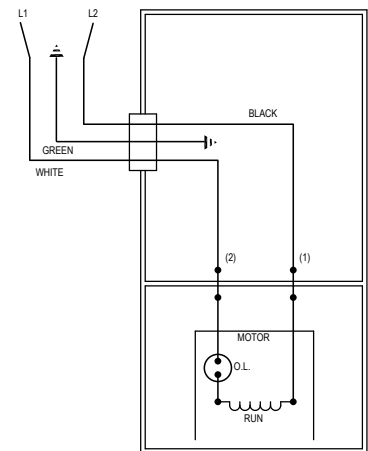 L1 L2
BLACK
GREEN
WHITE
(2) (1)
MOTOR
O.L.
RUN